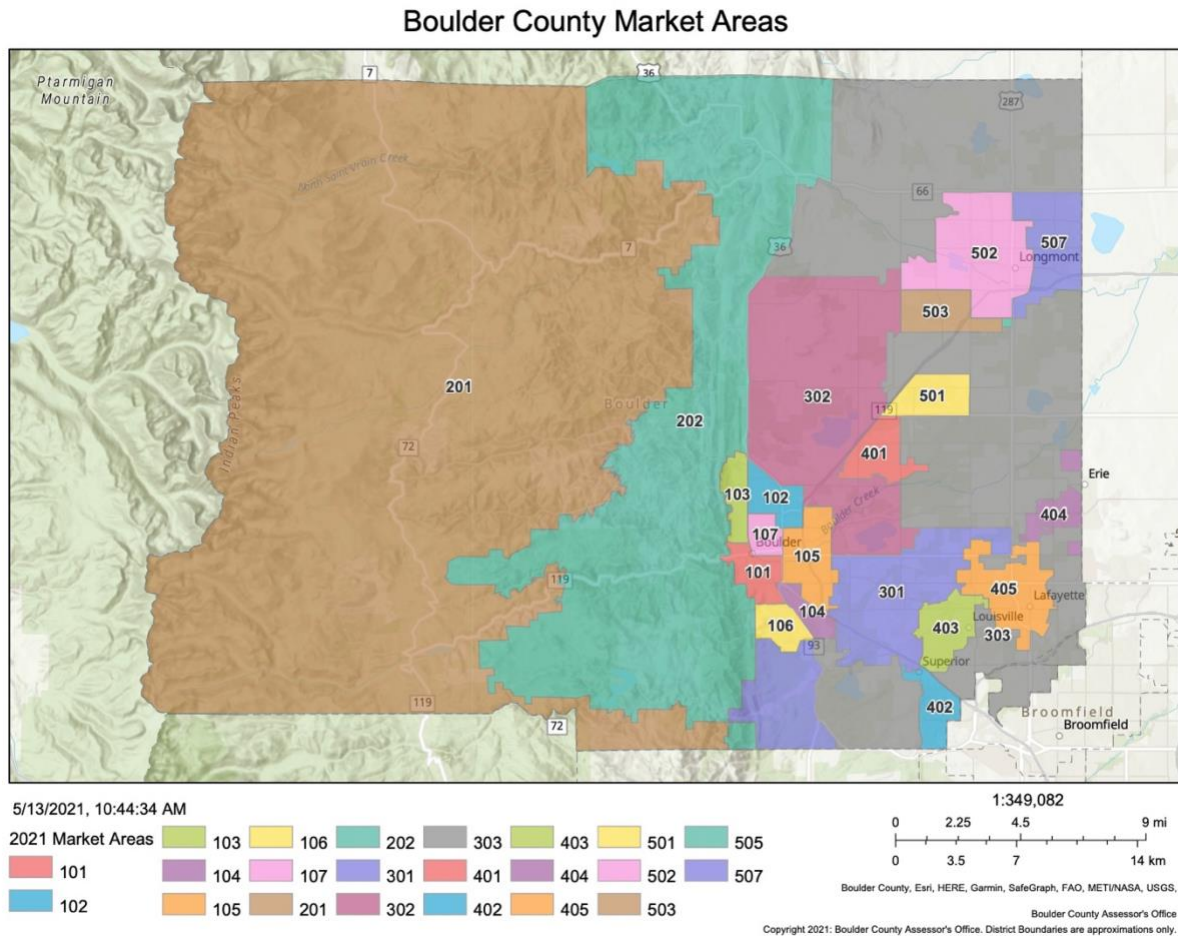 Boulder County Market Areas
Ptarmigan
Mountain
7
36
287
North Saint Vrain Creek
66
502
507
Longmont
7
36
503
201
Indian Peaks
Boulder
302
501
202
119
72
401
Erie
103
102
Boulder Creek
404
107
Boulder
105
101
119
301
405
104
Lafayette
106
403
Louisville
303
93
Superior
119
402
72
Broomfield
Broomfield
5/13/2021, 10:44:34 AM
2021 Market Areas
101
102
103
104
105
106
107
201
202
301
302
303
401
402
403
404
405
501
502
503
505
507
1:349,082
0 2.25 4.5 9 mi
0 3.5 7 14 km
Boulder County, Esri, HERE, Garmin, SafeGraph, FAO, METI/NASA, USGS,
Boulder County Assessor's Office
Copyright 2021: Boulder County Assessor's Office. District Boundaries are approximations only.